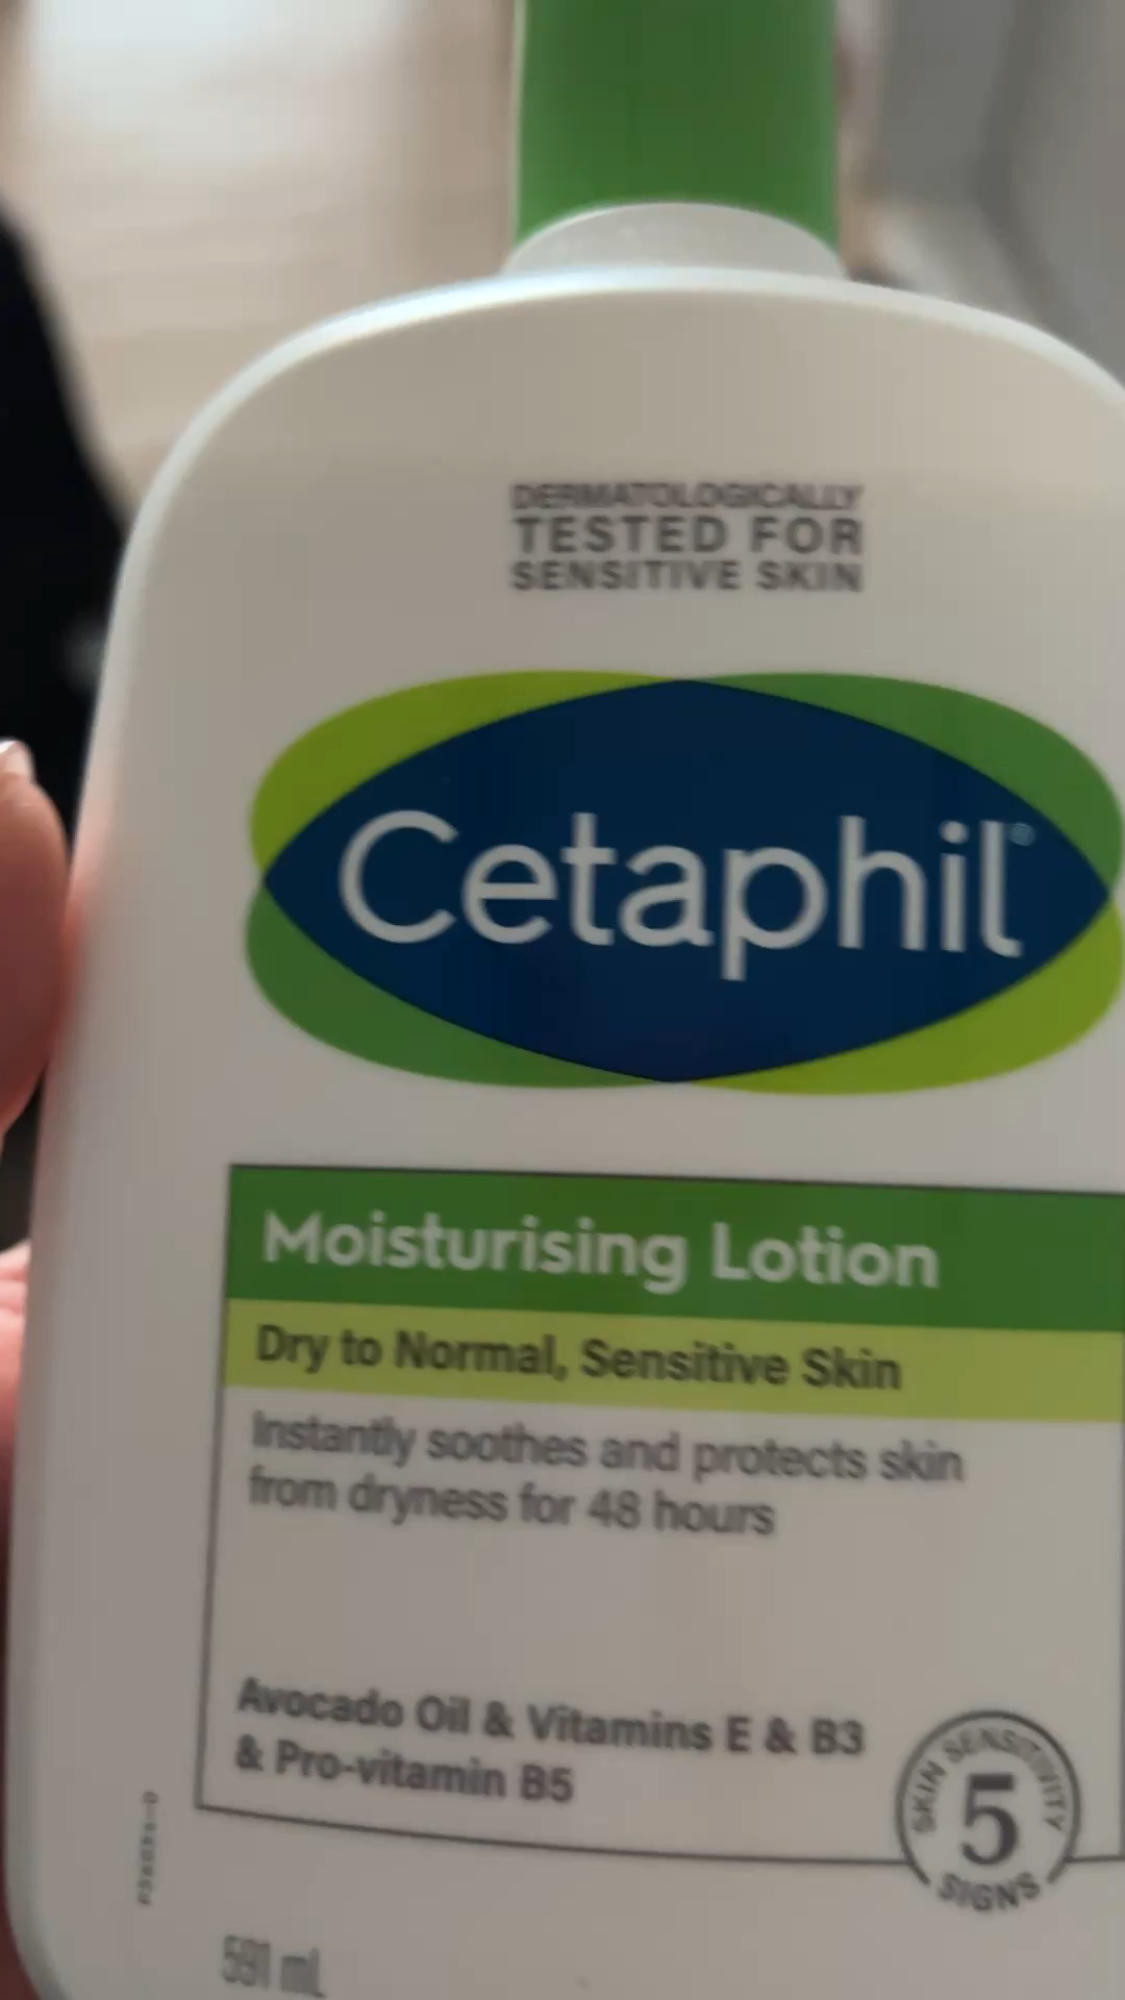 DERMATOLOGICALLY
TESTED FOR
SENSITIVE SKIN
Cetaphil
Moisturising Lotion
Dry to Normal, Sensitive Skin
Instantly soothes and protects skin
from dryness for 48 hours
Avocado Oil & Vitamins E & B3
& Pro-vitamin B5
SKIN SENSITIVITY
5
SIGNS
591 mL